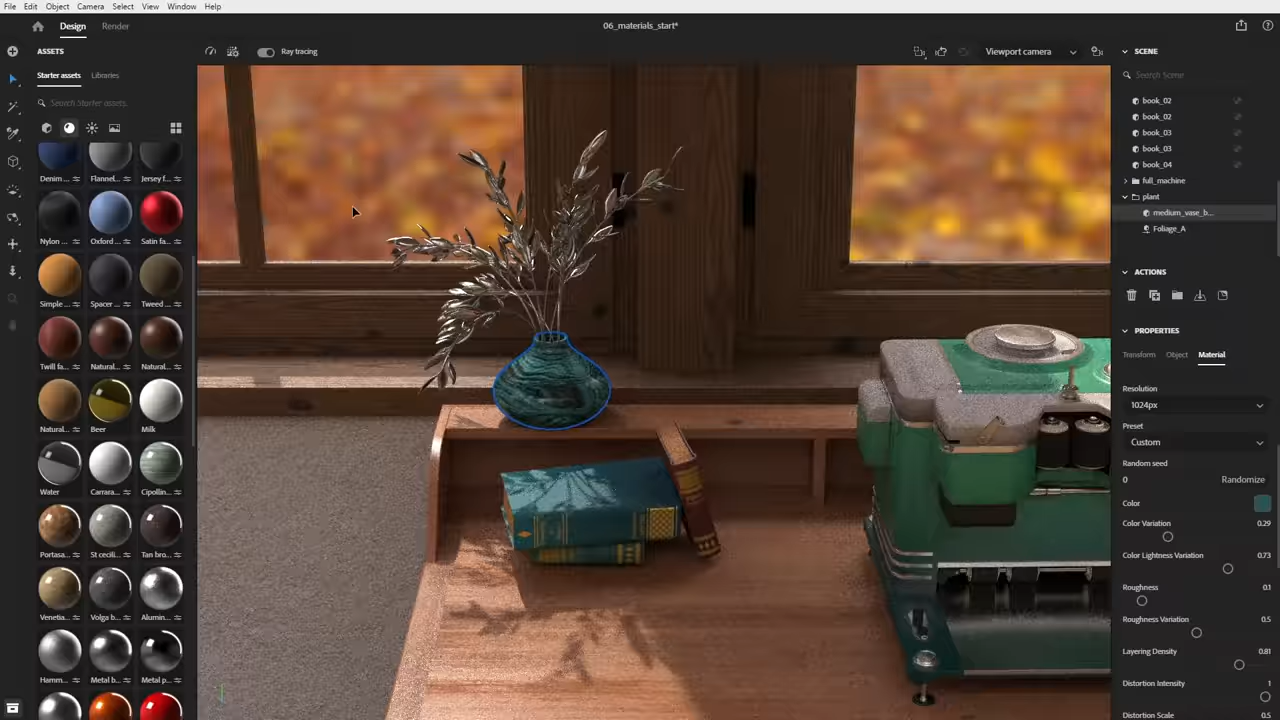 File Edit Object Camera Select View Window Help
Design Render
06_materials_start*
ASSETS
Starter assets Libraries
Search Starter assets.
Denim ... Flannel... Jersey f...
Nylon ... Oxford ... Satin fa...
Simple ... Spacer ... Tweed ...
Twill fa... Natural... Natural...
Natural... Beer Milk
Water Carrara... Cipollin...
Portasa... St cecili... Tan bro...
Venetia... Volga b... Alumin...
Hamm... Metal b... Metal p...
Ray tracing
Viewport camera
SCENE
Search Scene
book_02
book_02
book_03
book_03
book_04
full_machine
plant
medium_vase_b...
Foliage_A
ACTIONS
PROPERTIES
Transform Object Material
Resolution
1024px
Preset
Custom
Random seed
0 Randomize
Color
Color Variation 0.29
Color Lightness Variation 0.73
Roughness 0.1
Roughness Variation 0.5
Layering Density 0.81
Distortion Intensity 1
Distortion Scale 0.5